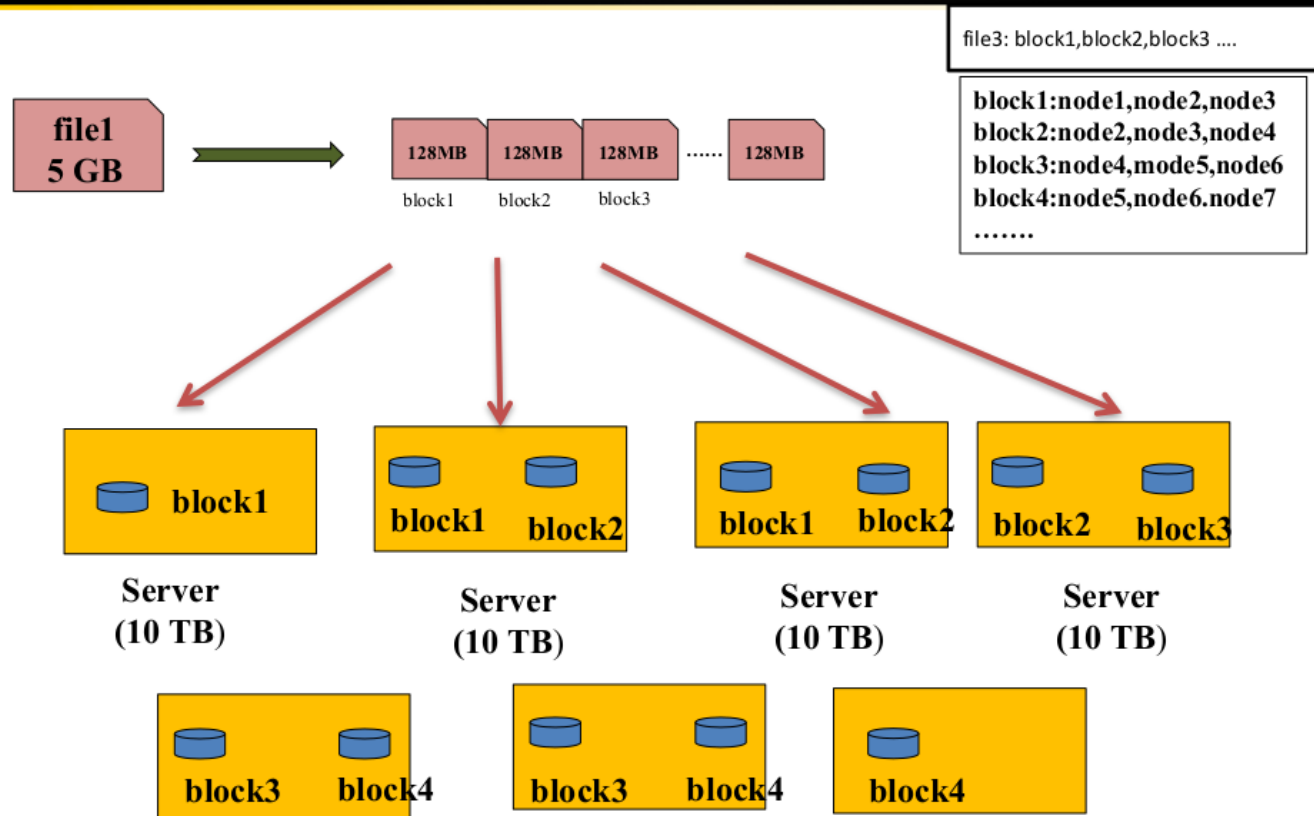 file3: block1,block2,block3 ....
file1
5 GB
128MB
128MB
128MB
......
128MB
block1
block2
block3
block1:node1,node2,node3
block2:node2,node3,node4
block3:node4,mode5,node6
block4:node5,node6.node7
.......
block1
block1
block2
block1
block2
block2
block3
Server
(10 TB)
Server
(10 TB)
Server
(10 TB)
Server
(10 TB)
block3
block4
block3
block4
block4